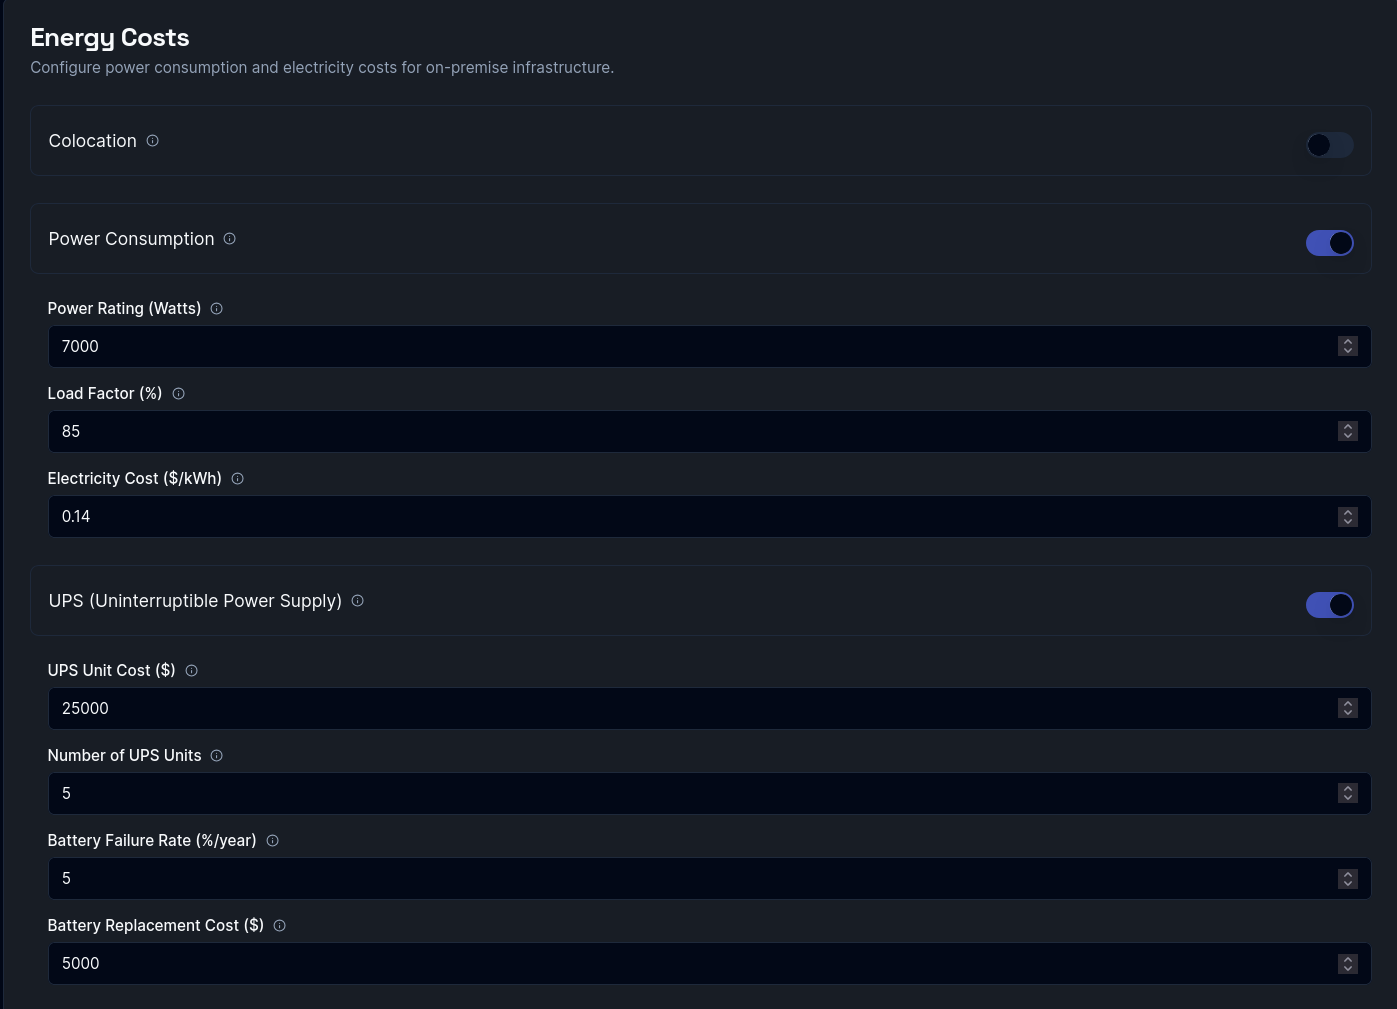 Energy Costs
Configure power consumption and electricity costs for on-premise infrastructure.
Colocation
Power Consumption
Power Rating (Watts)
7000
Load Factor (%)
85
Electricity Cost ($/kWh)
0.14
UPS (Uninterruptible Power Supply)
UPS Unit Cost ($)
25000
Number of UPS Units
5
Battery Failure Rate (%/year)
5
Battery Replacement Cost ($)
5000